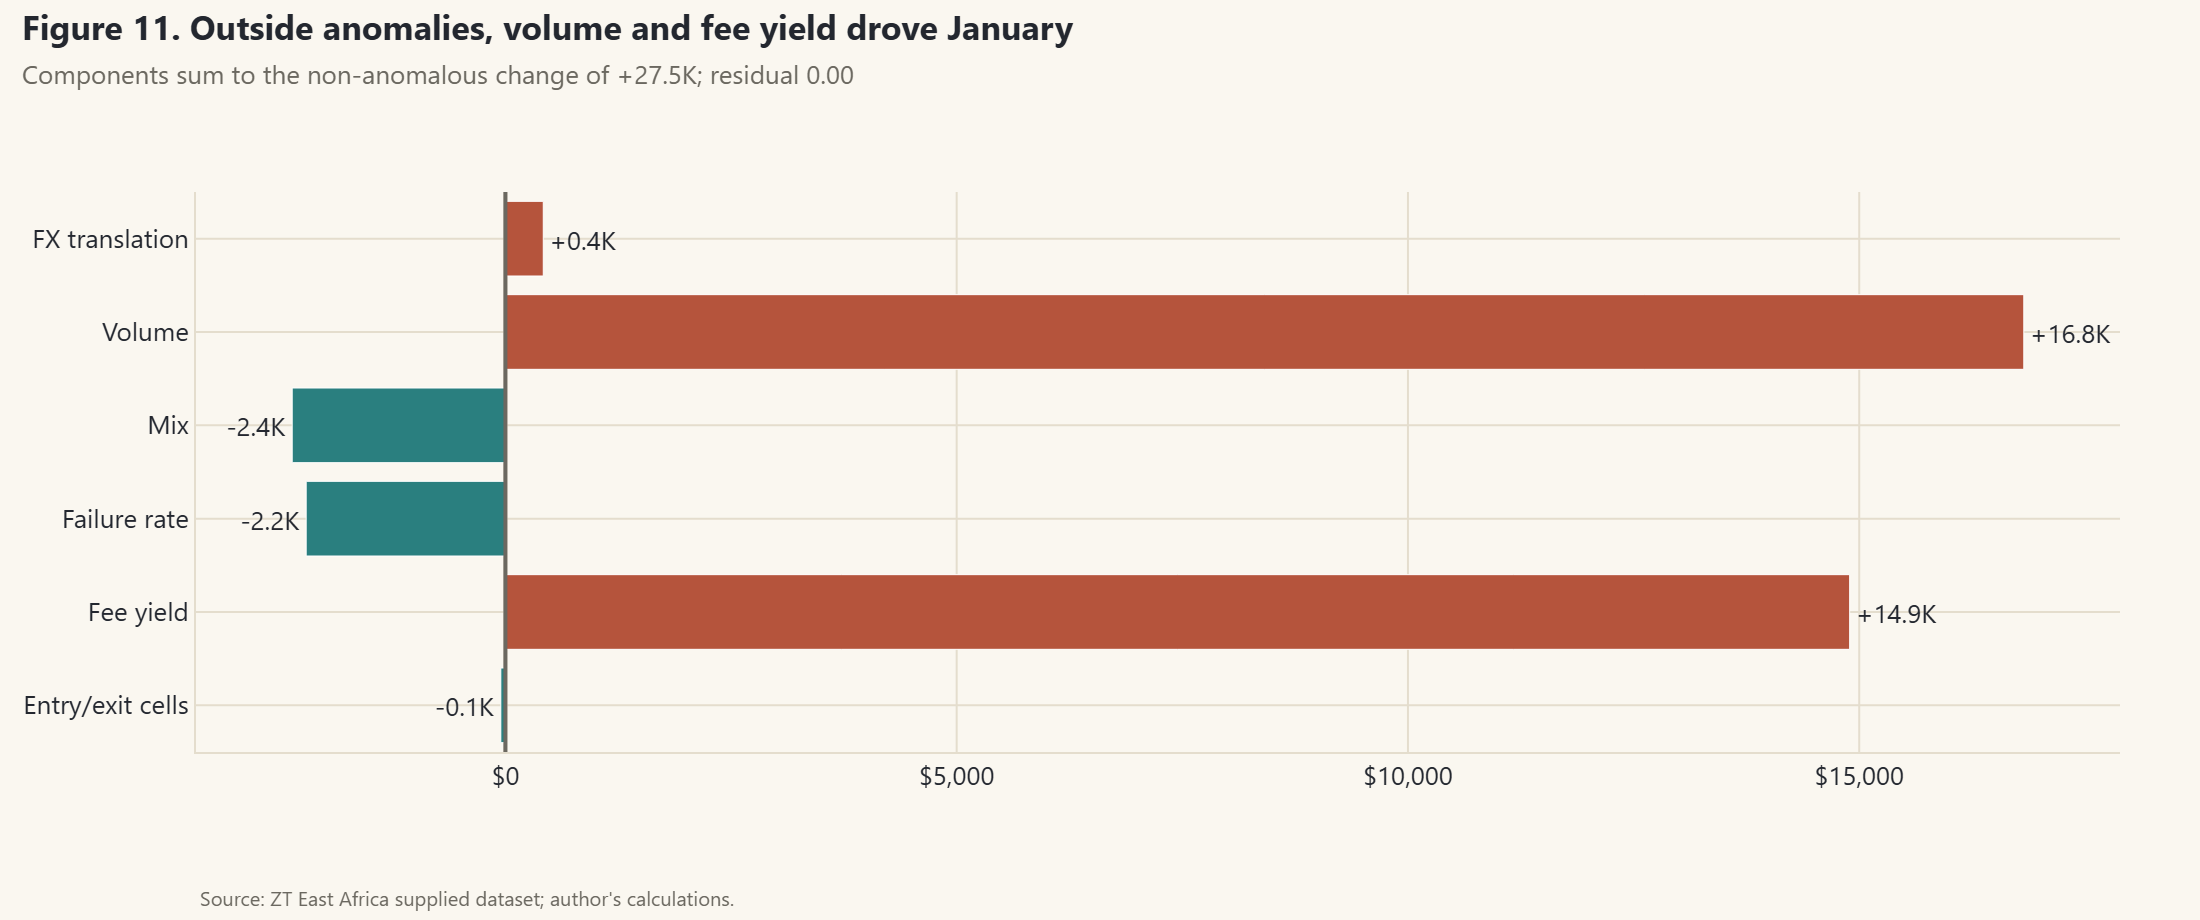 Figure 11. Outside anomalies, volume and fee yield drove January
Components sum to the non-anomalous change of +27.5K; residual 0.00
FX translation
+0.4K
Volume
+16.8K
Mix
-2.4K
Failure rate
-2.2K
Fee yield
+14.9K
Entry/exit cells
-0.1K
$0
$5,000
$10,000
$15,000
Source: ZT East Africa supplied dataset; author's calculations.